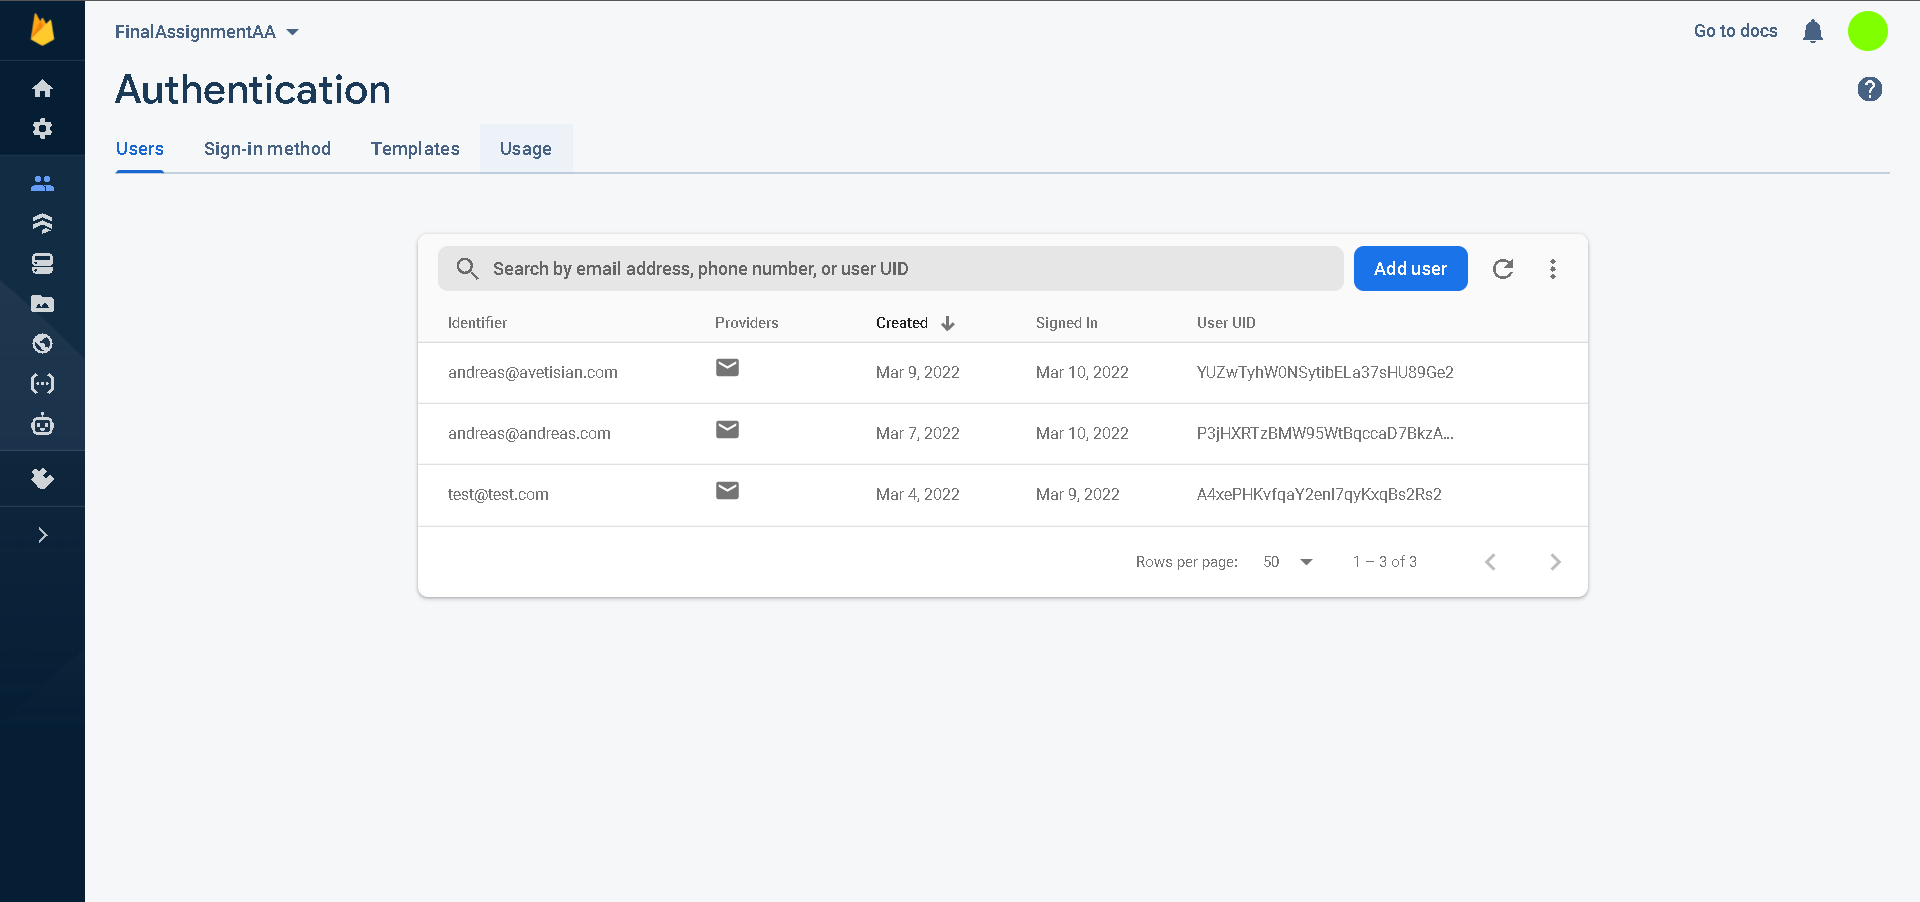 FinalAssignmentAA
Go to docs
Authentication
Users Sign-in method Templates Usage
Search by email address, phone number, or user UID Add user
Identifier Providers Created Signed In User UID
andreas@avetisian.com Mar 9, 2022 Mar 10, 2022 YUZwTyhW0NSytibELa37sHU89Ge2
andreas@andreas.com Mar 7, 2022 Mar 10, 2022 P3jHXRTzBMW95WtBqccaD7BkzA...
test@test.com Mar 4, 2022 Mar 9, 2022 A4xePHKvfqaY2enI7qyKxqBs2Rs2
Rows per page: 50 1 – 3 of 3